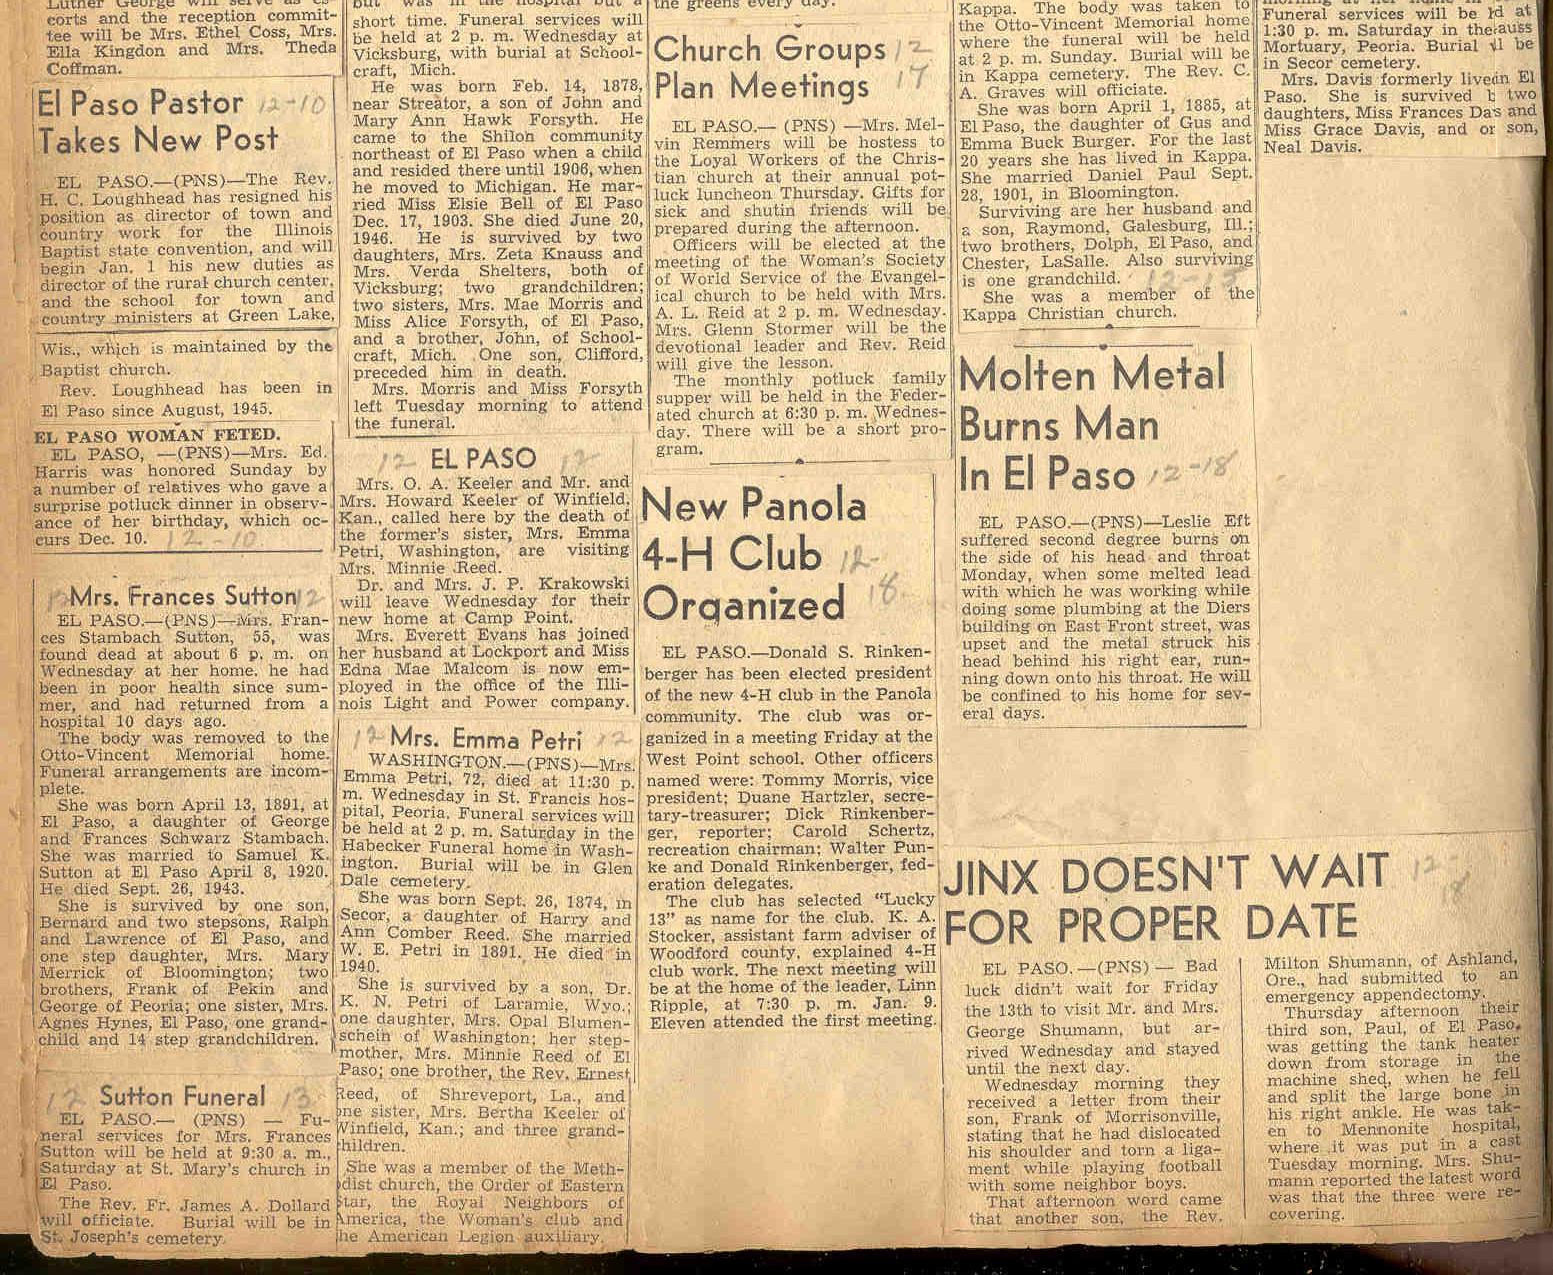 Luther George will serve as es-
corts and the reception commit-
tee will be Mrs. Ethel Coss, Mrs.
Ella Kingdon and Mrs. Theda
Coffman.
El Paso Pastor 12-10
Takes New Post
EL PASO.—(PNS)—The Rev.
H. C. Loughhead has resigned his
position as director of town and
country work for the Illinois
Baptist state convention, and will
begin Jan. 1 his new duties as
director of the rural church center,
and the school for town and
country ministers at Green Lake,
Wis., which is maintained by the
Baptist church.
Rev. Loughhead has been in
El Paso since August, 1945.
EL PASO WOMAN FETED.
EL PASO, —(PNS)—Mrs. Ed.
Harris was honored Sunday by
a number of relatives who gave a
surprise potluck dinner in observ-
ance of her birthday, which oc-
curs Dec. 10. 12-10
12 Mrs. Frances Sutton 12
EL PASO.—(PNS)—Mrs. Fran-
ces Stambach Sutton, 55, was
found dead at about 6 p. m. on
Wednesday at her home. he had
been in poor health since sum-
mer, and had returned from a
hospital 10 days ago.
The body was removed to the
Otto-Vincent Memorial home.
Funeral arrangements are incom-
plete.
She was born April 13, 1891, at
El Paso, a daughter of George
and Frances Schwarz Stambach.
She was married to Samuel K.
Sutton at El Paso April 8, 1920.
He died Sept. 26, 1943.
She is survived by one son,
Bernard and two stepsons, Ralph
and Lawrence of El Paso, and
one step daughter, Mrs. Mary
Merrick of Bloomington; two
brothers, Frank of Pekin and
George of Peoria; one sister, Mrs.
Agnes Hynes, El Paso, one grand-
child and 14 step grandchildren.
12 Sutton Funeral 13
EL PASO.— (PNS) — Fu-
neral services for Mrs. Frances
Sutton will be held at 9:30 a. m.,
Saturday at St. Mary's church in
El Paso.
The Rev. Fr. James A. Dollard
will officiate. Burial will be in
St. Joseph's cemetery.
but was in the hospital but a
short time. Funeral services will
be held at 2 p. m. Wednesday at
Vicksburg, with burial at School-
craft, Mich.
He was born Feb. 14, 1878,
near Streator, a son of John and
Mary Ann Hawk Forsyth. He
came to the Shiloh community
northeast of El Paso when a child
and resided there until 1906, when
he moved to Michigan. He mar-
ried Miss Elsie Bell of El Paso
Dec. 17, 1903. She died June 20,
1946. He is survived by two
daughters, Mrs. Zeta Knauss and
Mrs. Verda Shelters, both of
Vicksburg; two grandchildren;
two sisters, Mrs. Mae Morris and
Miss Alice Forsyth, of El Paso,
and a brother, John, of School-
craft, Mich. One son, Clifford,
preceded him in death.
Mrs. Morris and Miss Forsyth
left Tuesday morning to attend
the funeral.
12 EL PASO 12
Mrs. O. A. Keeler and Mr. and
Mrs. Howard Keeler of Winfield,
Kan., called here by the death of
the former's sister, Mrs. Emma
Petri, Washington, are visiting
Mrs. Minnie Reed.
Dr. and Mrs. J. P. Krakowski
will leave Wednesday for their
new home at Camp Point.
Mrs. Everett Evans has joined
her husband at Lockport and Miss
Edna Mae Malcom is now em-
ployed in the office of the Illi-
nois Light and Power company.
12 Mrs. Emma Petri 12
WASHINGTON.—(PNS)—Mrs.
Emma Petri, 72, died at 11:30 p.
m. Wednesday in St. Francis hos-
pital, Peoria. Funeral services will
be held at 2 p. m. Saturday in the
Habecker Funeral home in Wash-
ington. Burial will be in Glen
Dale cemetery.
She was born Sept. 26, 1874, in
Secor, a daughter of Harry and
Ann Comber Reed. She married
W. E. Petri in 1891. He died in
1940.
She is survived by a son, Dr.
K. N. Petri of Laramie, Wyo.;
one daughter, Mrs. Opal Blumen-
schein of Washington; her step-
mother, Mrs. Minnie Reed of El
Paso; one brother, the Rev. Ernest
Reed, of Shreveport, La., and
one sister, Mrs. Bertha Keeler of
Winfield, Kan.; and three grand-
children.
She was a member of the Meth-
dist church, the Order of Eastern
Star, the Royal Neighbors of
America, the Woman's club and
he American Legion auxiliary.
the greens every day.
Church Groups 12
Plan Meetings 17
EL PASO.— (PNS) —Mrs. Mel-
vin Remmers will be hostess to
the Loyal Workers of the Chris-
tian church at their annual pot-
luck luncheon Thursday. Gifts for
sick and shutin friends will be
prepared during the afternoon.
Officers will be elected at the
meeting of the Woman's Society
of World Service of the Evangel-
ical church to be held with Mrs.
A. L. Reid at 2 p. m. Wednesday.
Mrs. Glenn Stormer will be the
devotional leader and Rev. Reid
will give the lesson.
The monthly potluck family
supper will be held in the Feder-
ated church at 6:30 p. m. Wednes-
day. There will be a short pro-
gram.
New Panola
4-H Club 12-
Organized 18
EL PASO.—Donald S. Rinken-
berger has been elected president
of the new 4-H club in the Panola
community. The club was or-
ganized in a meeting Friday at the
West Point school. Other officers
named were: Tommy Morris, vice
president; Duane Hartzler, secre-
tary-treasurer; Dick Rinkenber-
ger, reporter; Carold Schertz,
recreation chairman; Walter Pun-
ke and Donald Rinkenberger, fed-
eration delegates.
The club has selected "Lucky
13" as name for the club. K. A.
Stocker, assistant farm adviser of
Woodford county, explained 4-H
club work. The next meeting will
be at the home of the leader, Linn
Ripple, at 7:30 p. m. Jan. 9.
Eleven attended the first meeting.
Kappa. The body was taken to
the Otto-Vincent Memorial home
where the funeral will be held
at 2 p. m. Sunday. Burial will be
in Kappa cemetery. The Rev. C.
A. Graves will officiate.
She was born April 1, 1885, at
El Paso, the daughter of Gus and
Emma Buck Burger. For the last
20 years she has lived in Kappa.
She married Daniel Paul Sept.
28, 1901, in Bloomington.
Surviving are her husband and
a son, Raymond, Galesburg, Ill.;
two brothers, Dolph, El Paso, and
Chester, LaSalle. Also surviving
is one grandchild. 12-13
She was a member of the
Kappa Christian church.
Molten Metal
Burns Man
In El Paso 12-18
EL PASO.—(PNS)—Leslie Eft
suffered second degree burns on
the side of his head and throat
Monday, when some melted lead
with which he was working while
doing some plumbing at the Diers
building on East Front street, was
upset and the metal struck his
head behind his right ear, run-
ning down onto his throat. He will
be confined to his home for sev-
eral days.
Funeral services will be at
1:30 p. m. Saturday in the
Mortuary, Peoria. Burial be
in Secor cemetery.
Mrs. Davis formerly lived El
Paso. She is survived two
daughters, Miss Frances and
Miss Grace Davis, and son,
Neal Davis.
JINX DOESN'T WAIT 12-
FOR PROPER DATE 18
EL PASO.—(PNS) — Bad
luck didn't wait for Friday
the 13th to visit Mr. and Mrs.
George Shumann, but ar-
rived Wednesday and stayed
until the next day.
Wednesday morning they
received a letter from their
son, Frank of Morrisonville,
stating that he had dislocated
his shoulder and torn a liga-
ment while playing football
with some neighbor boys.
That afternoon word came
that another son, the Rev.
Milton Shumann, of Ashland,
Ore., had submitted to an
emergency appendectomy.
Thursday afternoon their
third son, Paul, of El Paso,
was getting the tank heater
down from storage in the
machine shed, when he fell
and split the large bone in
his right ankle. He was tak-
en to Mennonite hospital,
where it was put in a cast
Tuesday morning. Mrs. Shu-
mann reported the latest word
was that the three were re-
covering.